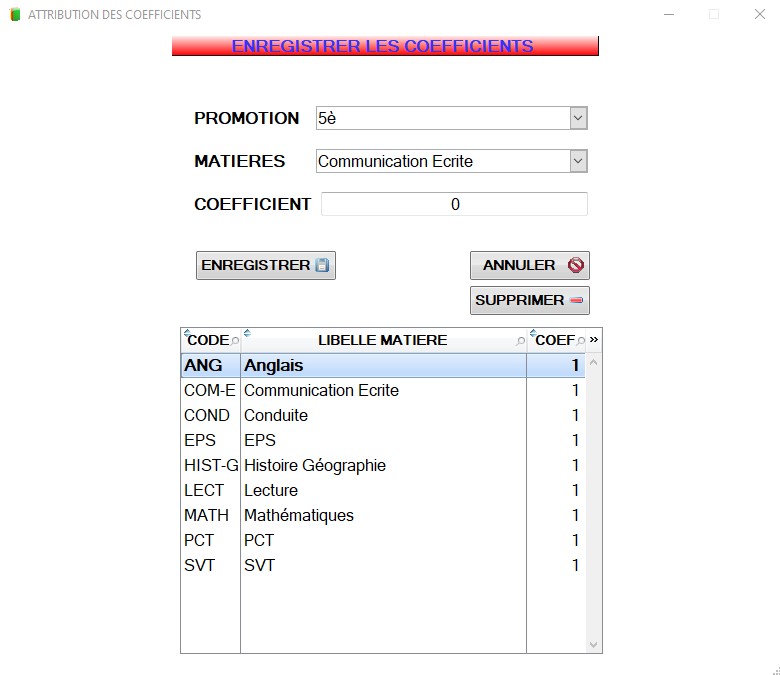 ATTRIBUTION DES COEFFICIENTS
ENREGISTRER LES COEFFICIENTS
PROMOTION 5è
MATIERES Communication Ecrite
COEFFICIENT 0
ENREGISTRER ANNULER
SUPPRIMER
CODE LIBELLE MATIERE COEF »
ANG Anglais 1
COM-E Communication Ecrite 1
COND Conduite 1
EPS EPS 1
HIST-G Histoire Géographie 1
LECT Lecture 1
MATH Mathématiques 1
PCT PCT 1
SVT SVT 1